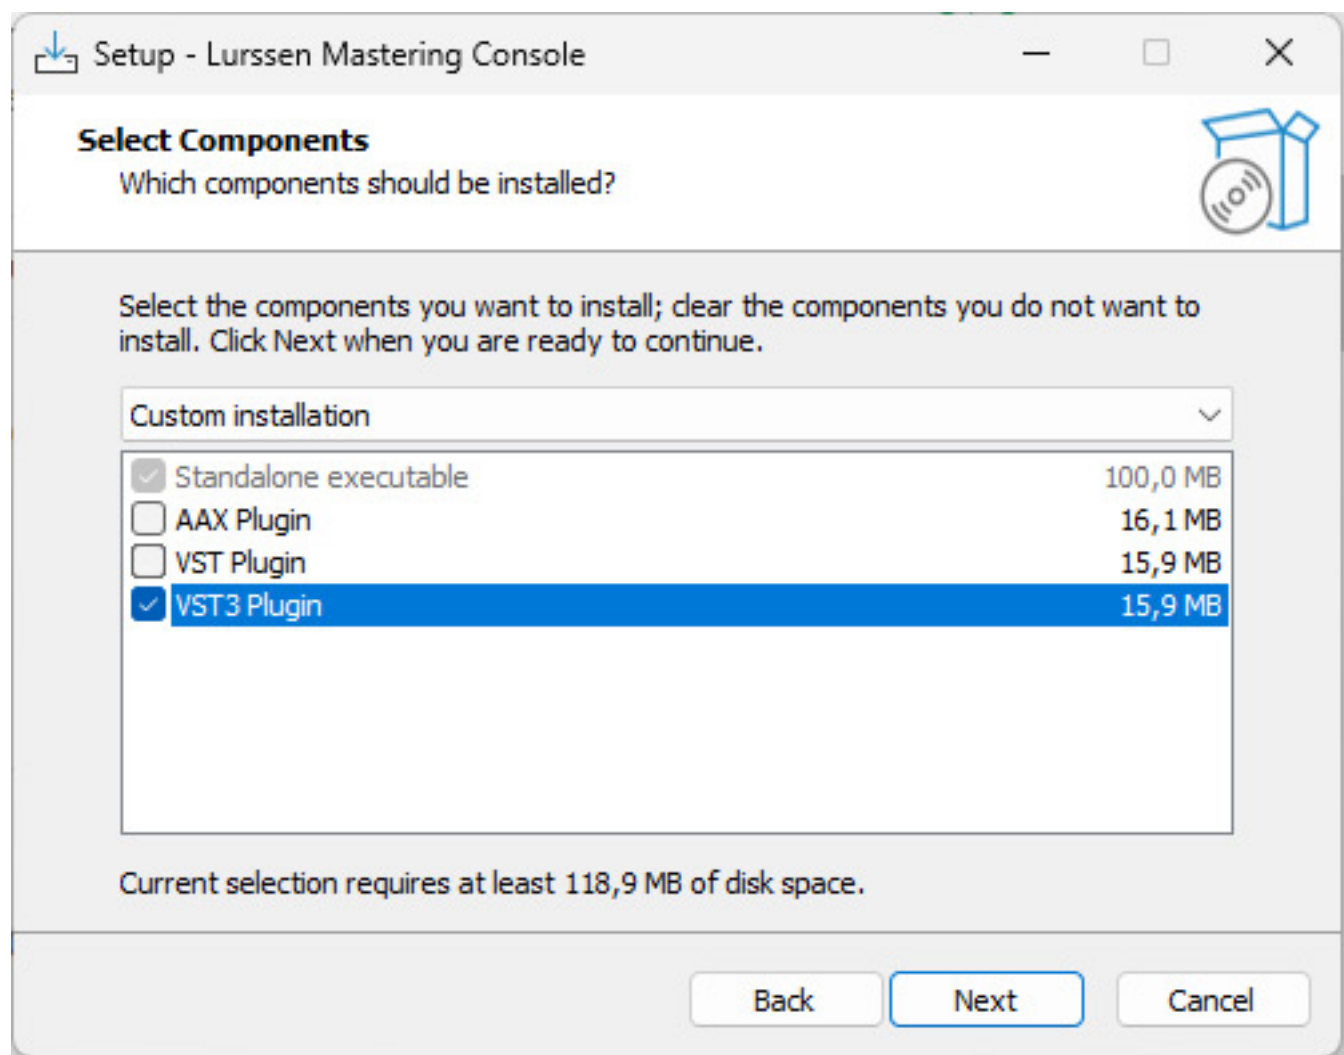 Setup - Lurssen Mastering Console
Select Components
Which components should be installed?
Select the components you want to install; clear the components you do not want to
install. Click Next when you are ready to continue.
Custom installation
Standalone executable 100,0 MB
AAX Plugin 16,1 MB
VST Plugin 15,9 MB
VST3 Plugin 15,9 MB
Current selection requires at least 118,9 MB of disk space.
Back Next Cancel